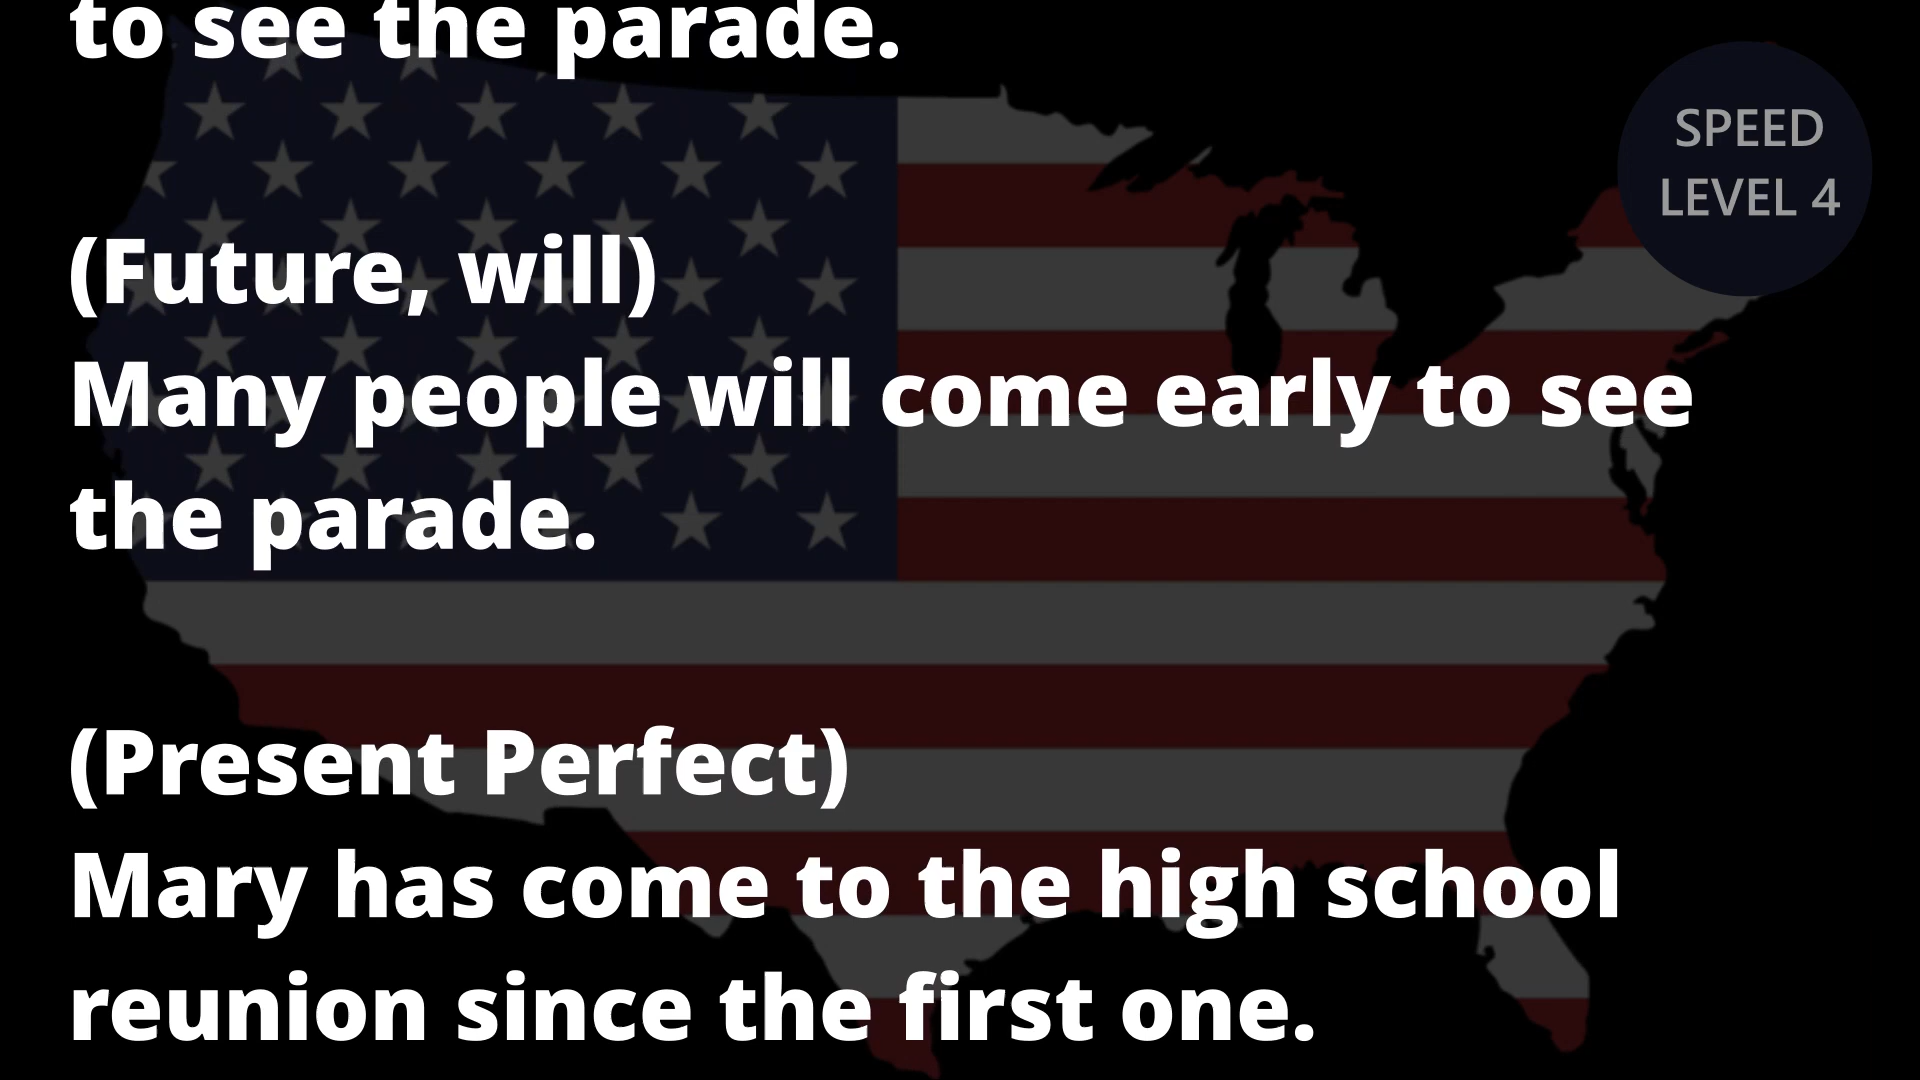 to see the parade.
SPEED
LEVEL 4
(Future, will)
Many people will come early to see
the parade.
(Present Perfect)
Mary has come to the high school
reunion since the first one.